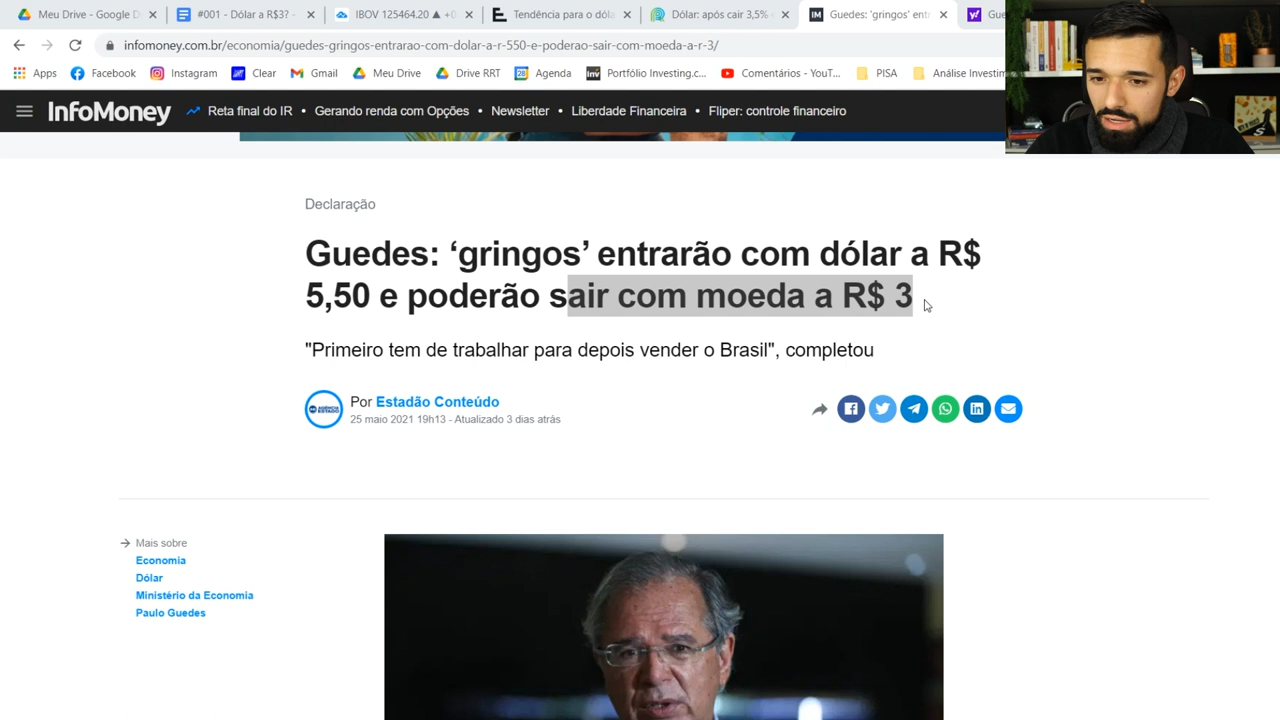 Meu Drive - Google D
#001 - Dólar a R$3? -
IBOV 125464.20 ▲ +0
Tendência para o dóla
Dólar: após cair 3,5%
Guedes: 'gringos' entr
Gue
infomoney.com.br/economia/guedes-gringos-entrarao-com-dolar-a-r-550-e-poderao-sair-com-moeda-a-r-3/
Apps Facebook Instagram Clear Gmail Meu Drive Drive RRT Agenda Portfólio Investing.c... Comentários - YouT... PISA Análise Investim
InfoMoney Reta final do IR • Gerando renda com Opções • Newsletter • Liberdade Financeira • Fliper: controle financeiro
Declaração
Guedes: ‘gringos’ entrarão com dólar a R$
5,50 e poderão sair com moeda a R$ 3
"Primeiro tem de trabalhar para depois vender o Brasil", completou
Por Estadão Conteúdo
25 maio 2021 19h13 - Atualizado 3 dias atrás
Mais sobre
Economia
Dólar
Ministério da Economia
Paulo Guedes